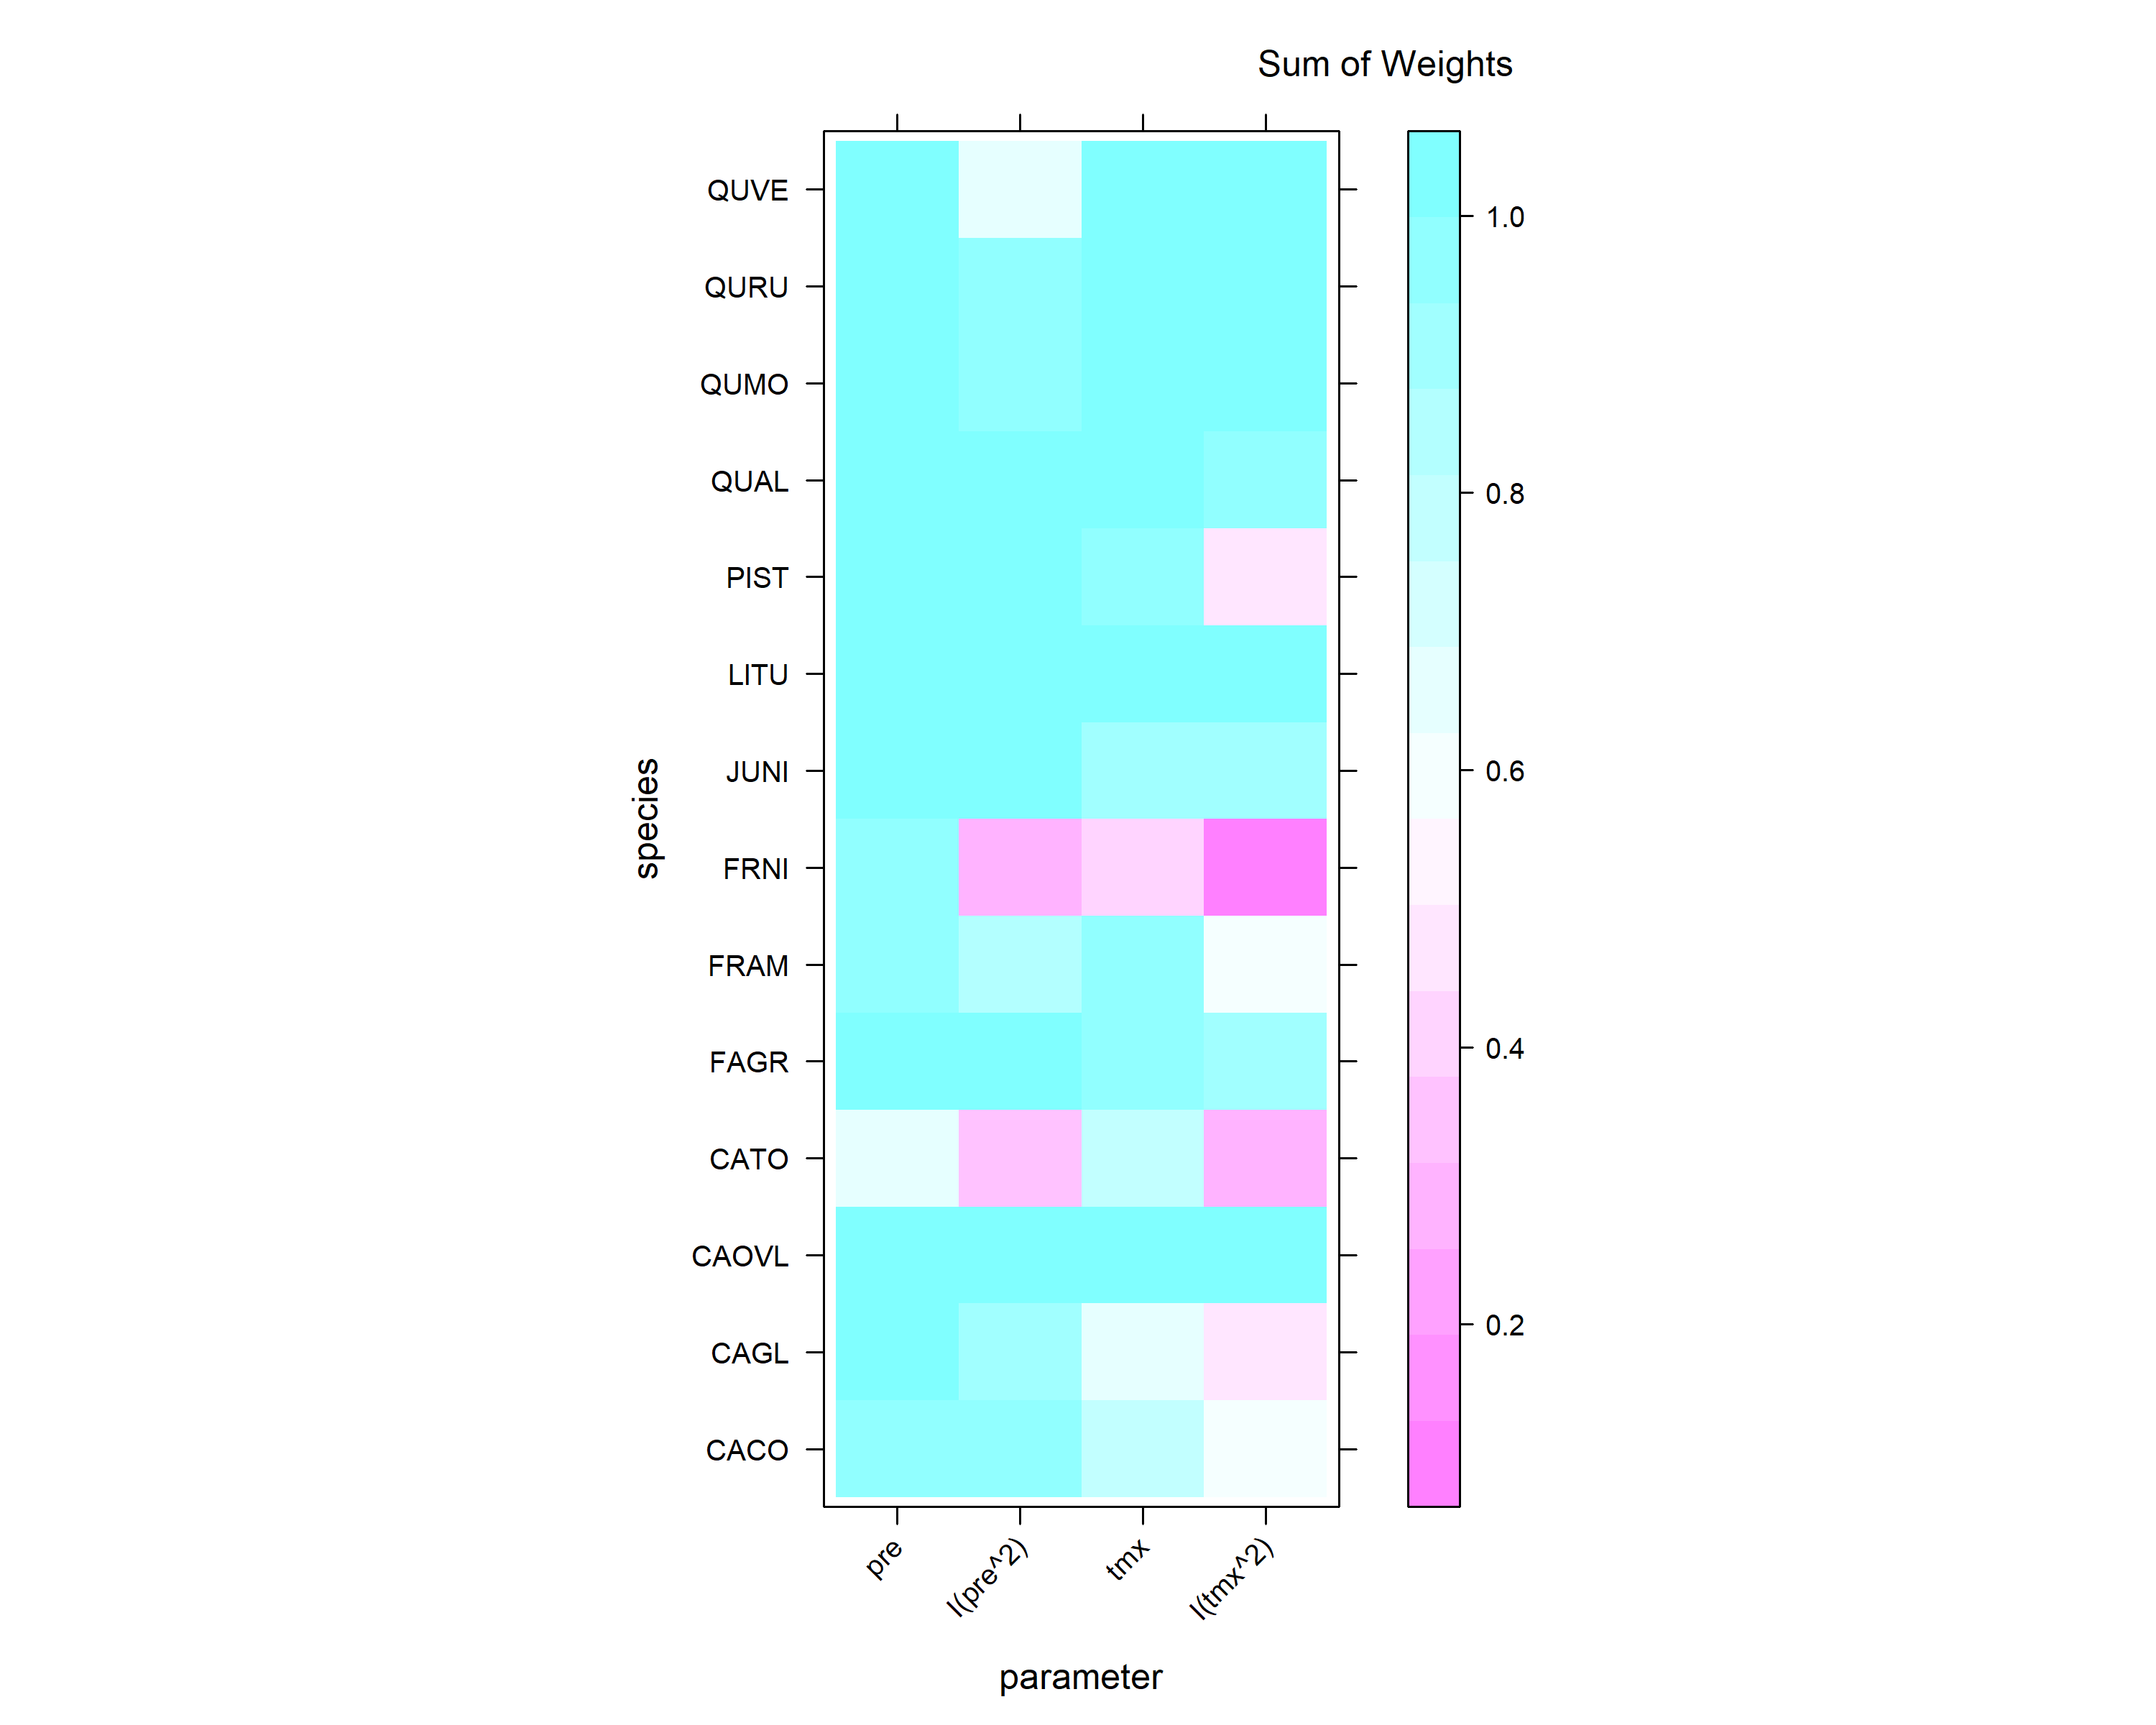 Sum of Weights
QUVE
QURU
QUMO
QUAL
PIST
LITU
JUNI
FRNI
FRAM
FAGR
CATO
CAOVL
CAGL
CACO
species
1.0
0.8
0.6
0.4
0.2
pre
I(pre^2)
tmx
I(tmx^2)
parameter